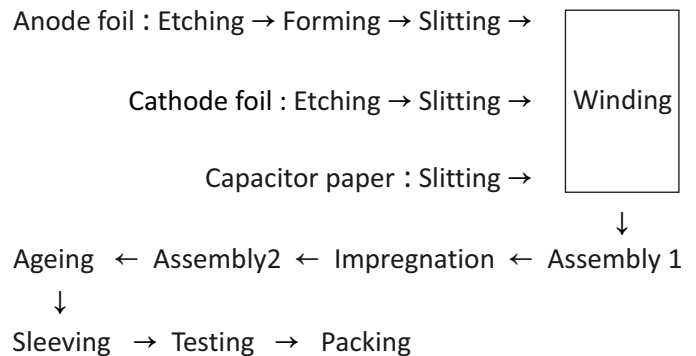 Anode foil : Etching → Forming → Slitting →
Cathode foil : Etching → Slitting →
Winding
Capacitor paper : Slitting →
↓
Ageing ← Assembly2 ← Impregnation ← Assembly 1
↓
Sleeving → Testing → Packing